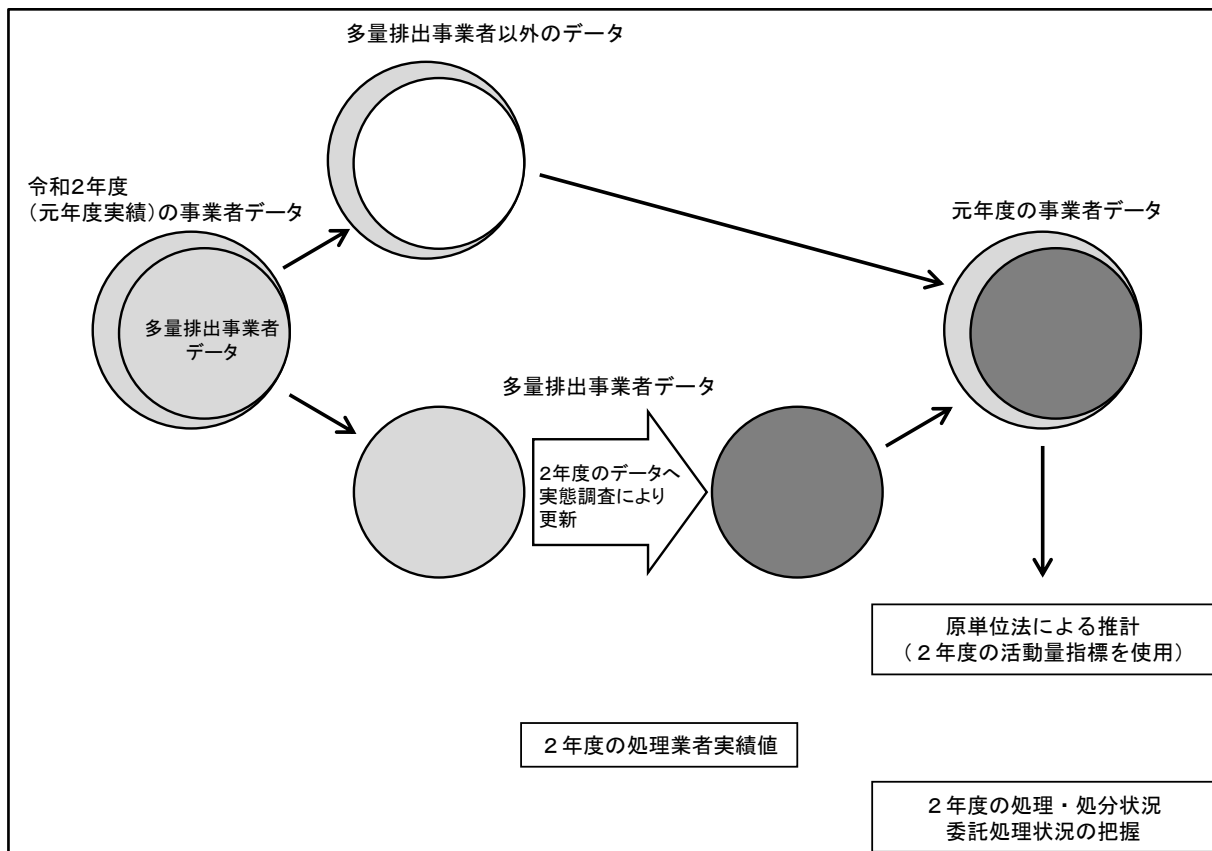 多量排出事業者以外のデータ
令和2年度
（元年度実績）の事業者データ
元年度の事業者データ
多量排出事業者
データ
多量排出事業者データ
2年度のデータへ
実態調査により
更新
原単位法による推計
（２年度の活動量指標を使用）
２年度の処理業者実績値
２年度の処理・処分状況
委託処理状況の把握